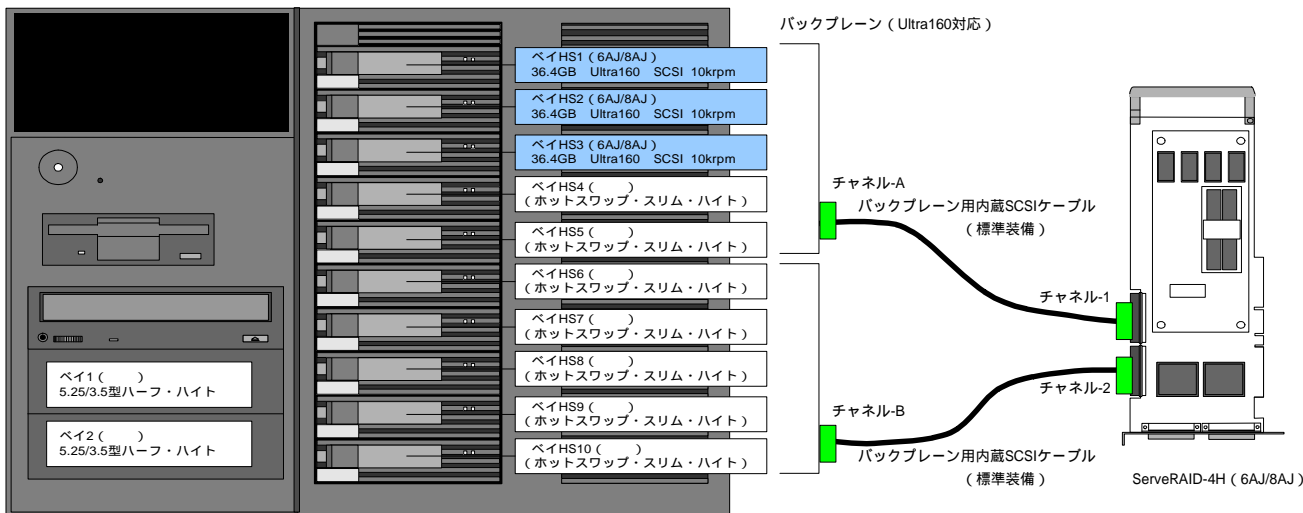 バックプレーン（Ultra160対応）
ベイHS1（6AJ/8AJ）
36.4GB Ultra160 SCSI 10krpm
ベイHS2（6AJ/8AJ）
36.4GB Ultra160 SCSI 10krpm
ベイHS3（6AJ/8AJ）
36.4GB Ultra160 SCSI 10krpm
ベイHS4（　　）
（ホットスワップ・スリム・ハイト）
ベイHS5（　　）
（ホットスワップ・スリム・ハイト）
ベイHS6（　　）
（ホットスワップ・スリム・ハイト）
ベイHS7（　　）
（ホットスワップ・スリム・ハイト）
ベイHS8（　　）
（ホットスワップ・スリム・ハイト）
ベイHS9（　　）
（ホットスワップ・スリム・ハイト）
ベイHS10（　　）
（ホットスワップ・スリム・ハイト）
ベイ1（　　）
5.25/3.5型ハーフ・ハイト
ベイ2（　　）
5.25/3.5型ハーフ・ハイト
チャネル-A
バックプレーン用内蔵SCSIケーブル
（標準装備）
チャネル-1
チャネル-2
チャネル-B
バックプレーン用内蔵SCSIケーブル
（標準装備）
ServeRAID-4H（6AJ/8AJ）